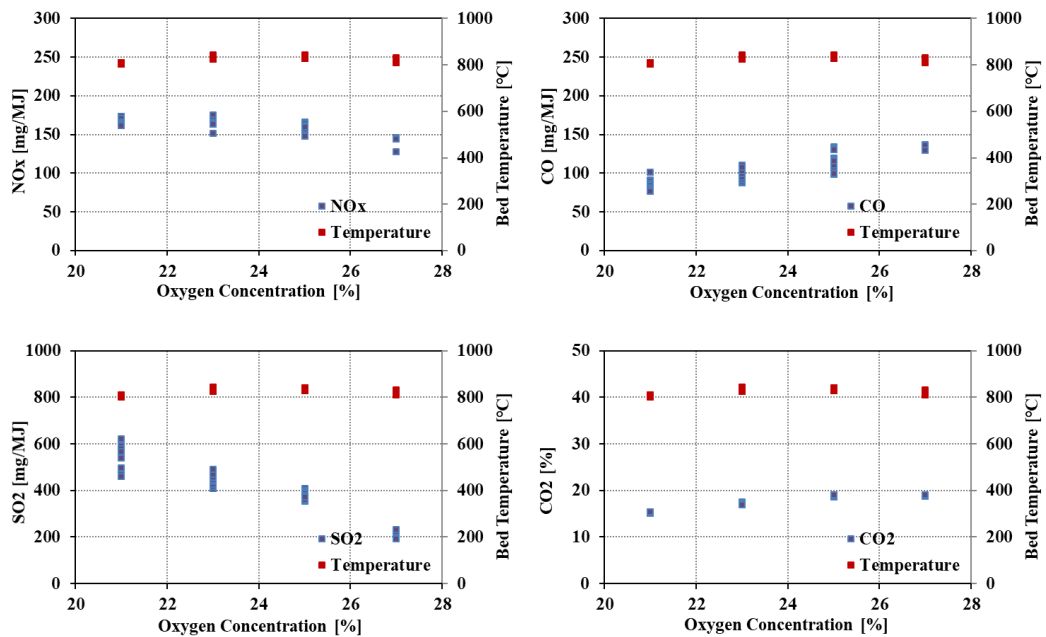 NOx [mg/MJ]
300
250
200
150
100
50
0
1000
800
600
400
200
0
Bed Temperature [°C]
NOx
Temperature
20 22 24 26 28
Oxygen Concentration [%]
CO [mg/MJ]
300
250
200
150
100
50
0
1000
800
600
400
200
0
Bed Temperature [°C]
CO
Temperature
20 22 24 26 28
Oxygen Concentration [%]
SO2 [mg/MJ]
1000
800
600
400
200
0
1000
800
600
400
200
0
Bed Temperature [°C]
SO2
Temperature
20 22 24 26 28
Oxygen Concentration [%]
CO2 [%]
50
40
30
20
10
0
1000
800
600
400
200
0
Bed Temperature [°C]
CO2
Temperature
20 22 24 26 28
Oxygen Concentration [%]